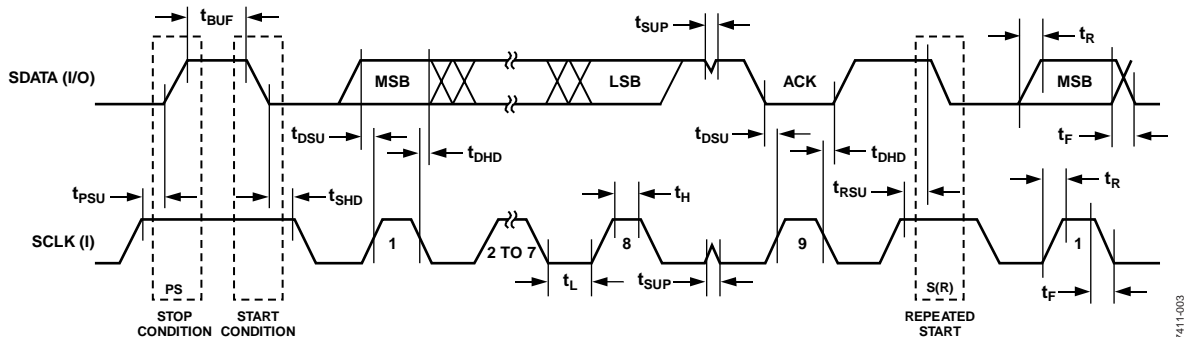 tBUF
tSUP
tR
SDATA (I/O)
MSB
LSB
ACK
MSB
tDSU
tDHD
tDSU
tDHD
tF
tPSU
tSHD
tH
tRSU
tR
SCLK (I)
1
2 TO 7
8
9
1
tL
tSUP
tF
PS
S(R)
STOP
CONDITION
START
CONDITION
REPEATED
START
7411-003